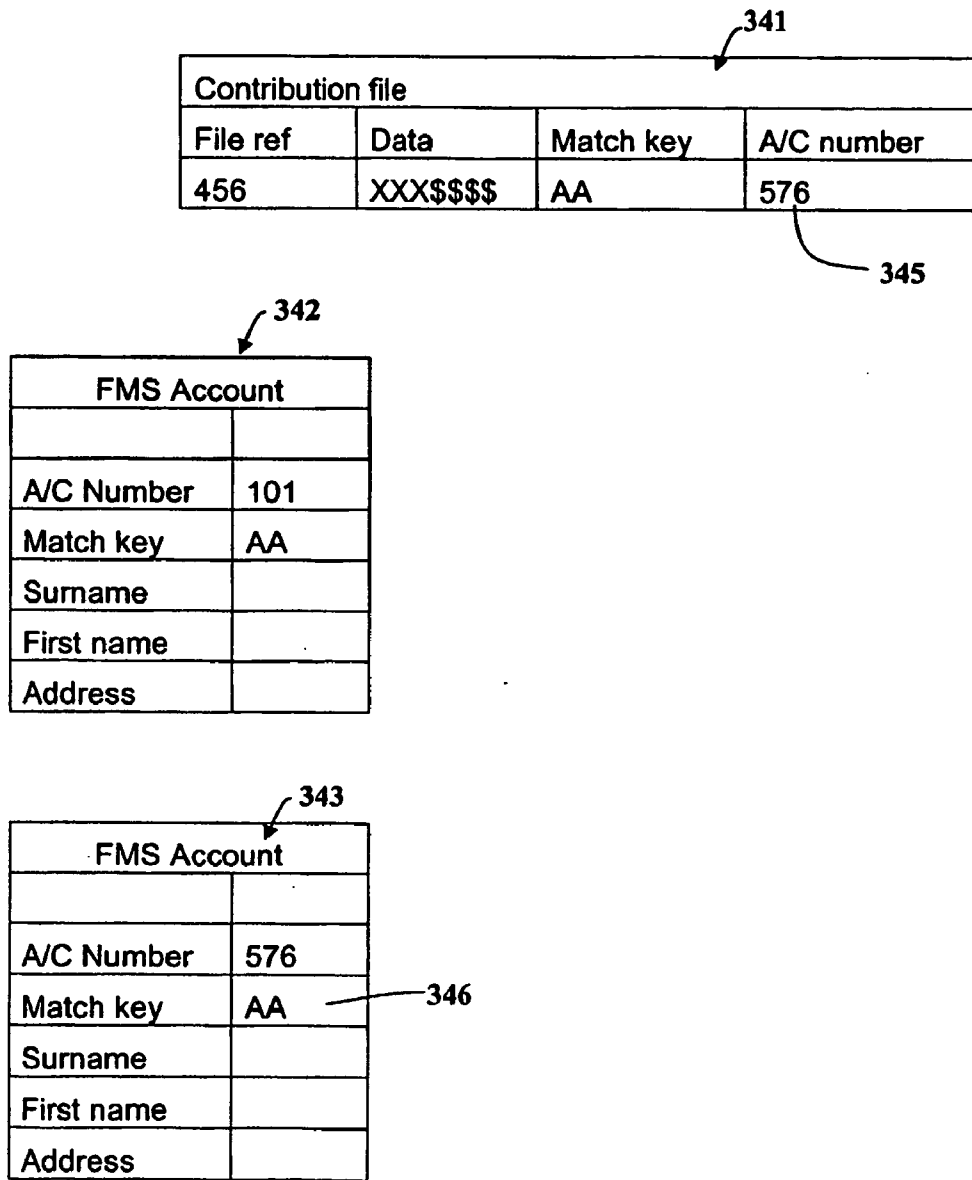 341
Contribution file
File ref Data Match key A/C number
456 XXX$$$$ AA 576
345
342
FMS Account
A/C Number 101
Match key AA
Surname
First name
Address
343
FMS Account
A/C Number 576
Match key AA 346
Surname
First name
Address